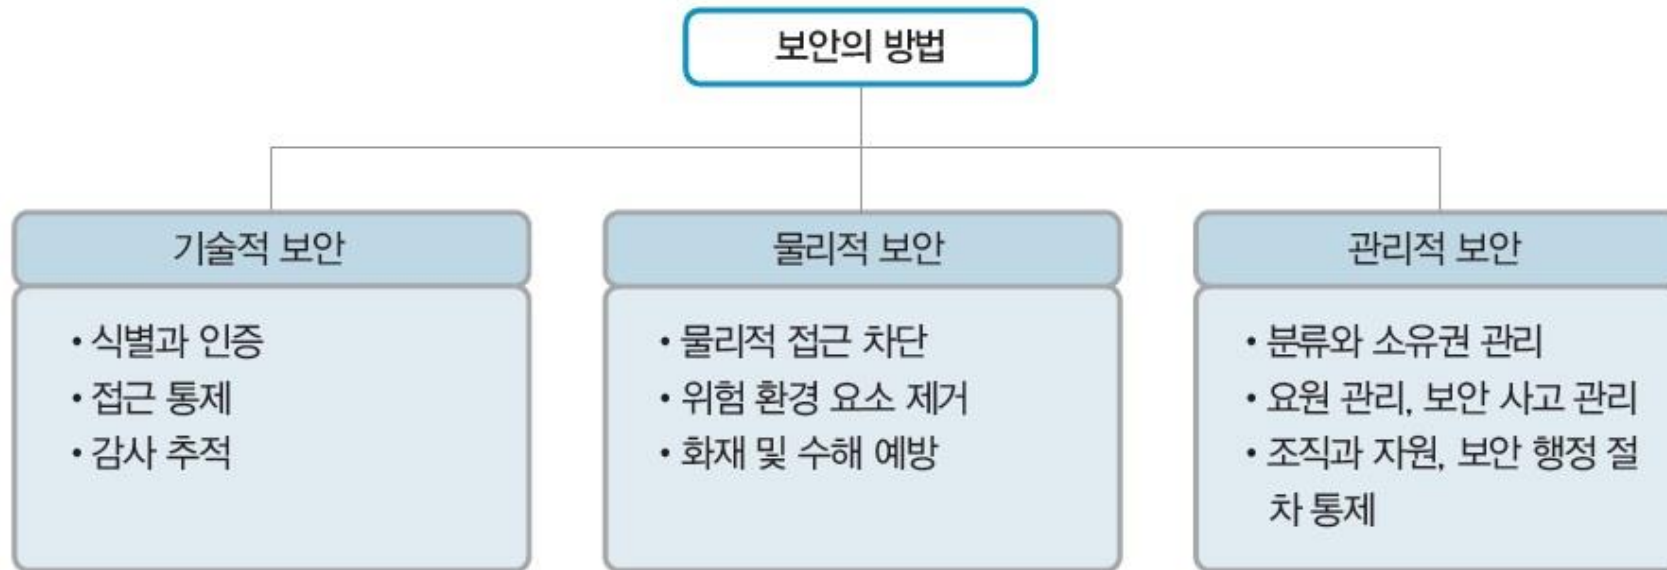 보안의 방법
기술적 보안
• 식별과 인증
• 접근 통제
• 감사 추적
물리적 보안
• 물리적 접근 차단
• 위험 환경 요소 제거
• 화재 및 수해 예방
관리적 보안
• 분류와 소유권 관리
• 요원 관리, 보안 사고 관리
• 조직과 자원, 보안 행정 절
차 통제